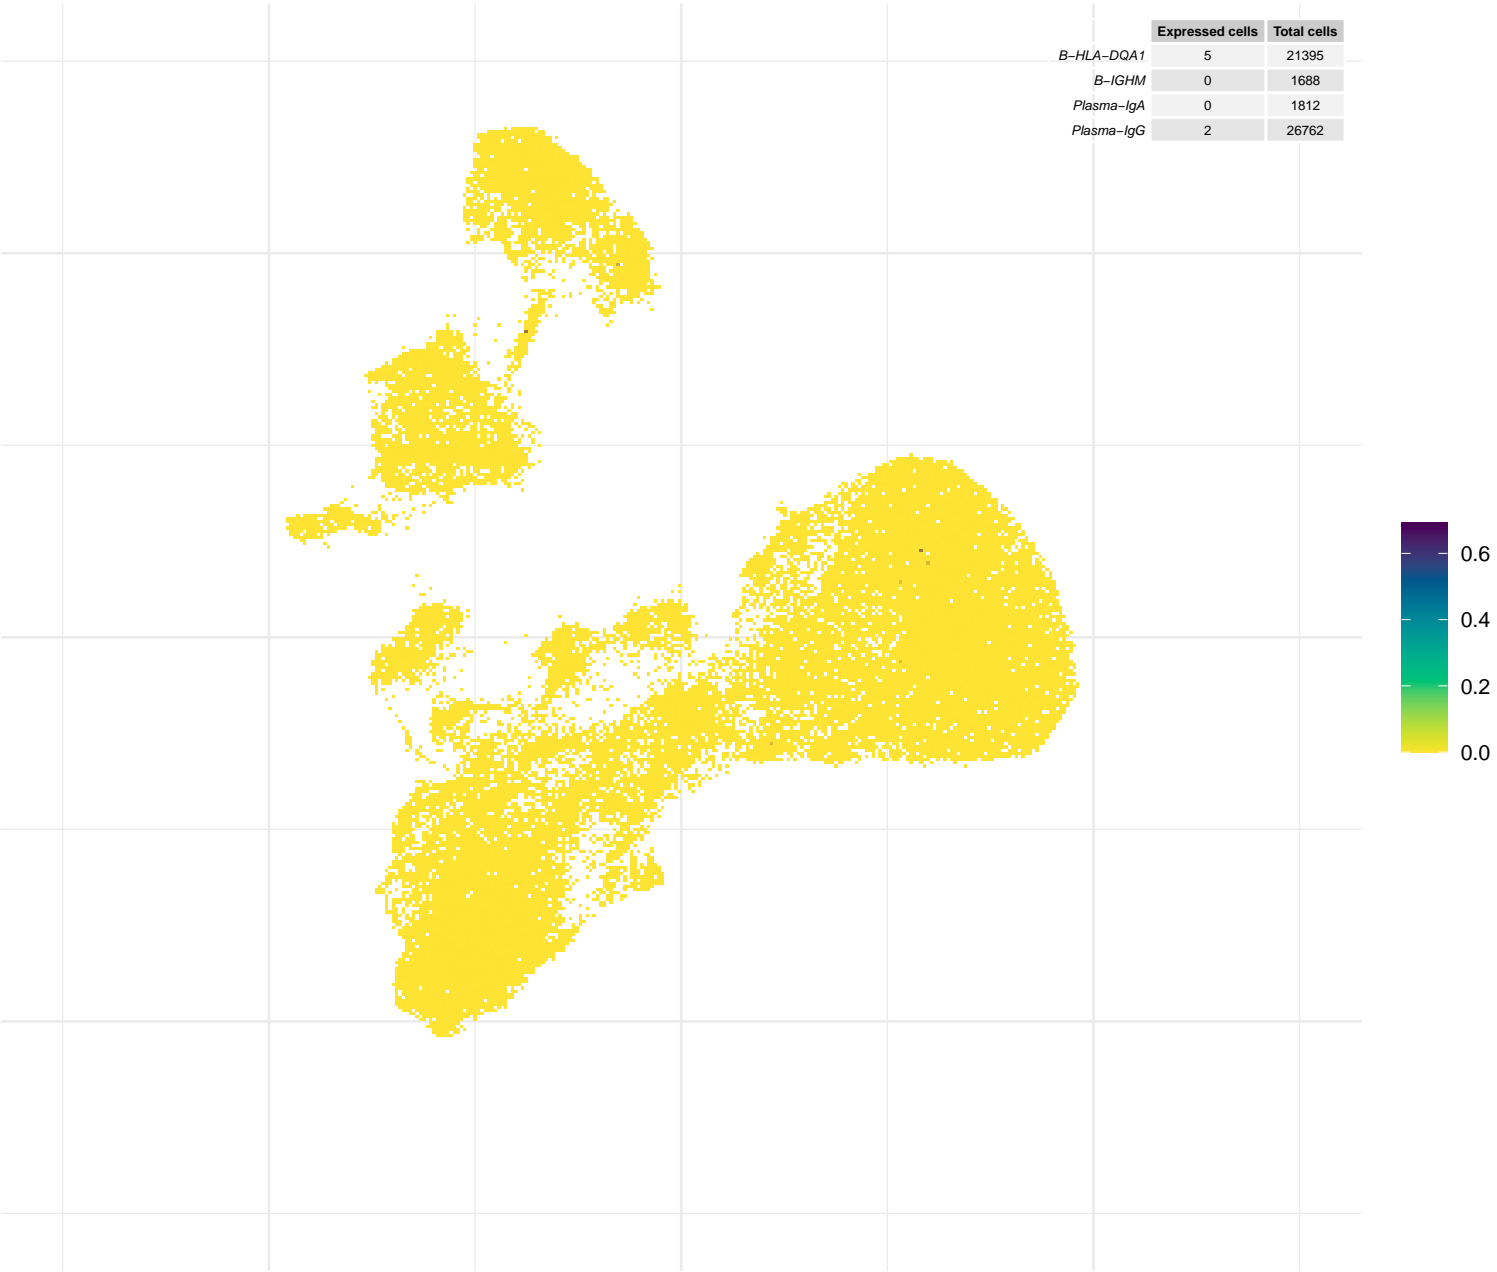 Expressed cells Total cells
B−HLA−DQA1 5 21395
B−IGHM 0 1688
Plasma−IgA 0 1812
Plasma−IgG 2 26762
0.6
0.4
0.2
0.0